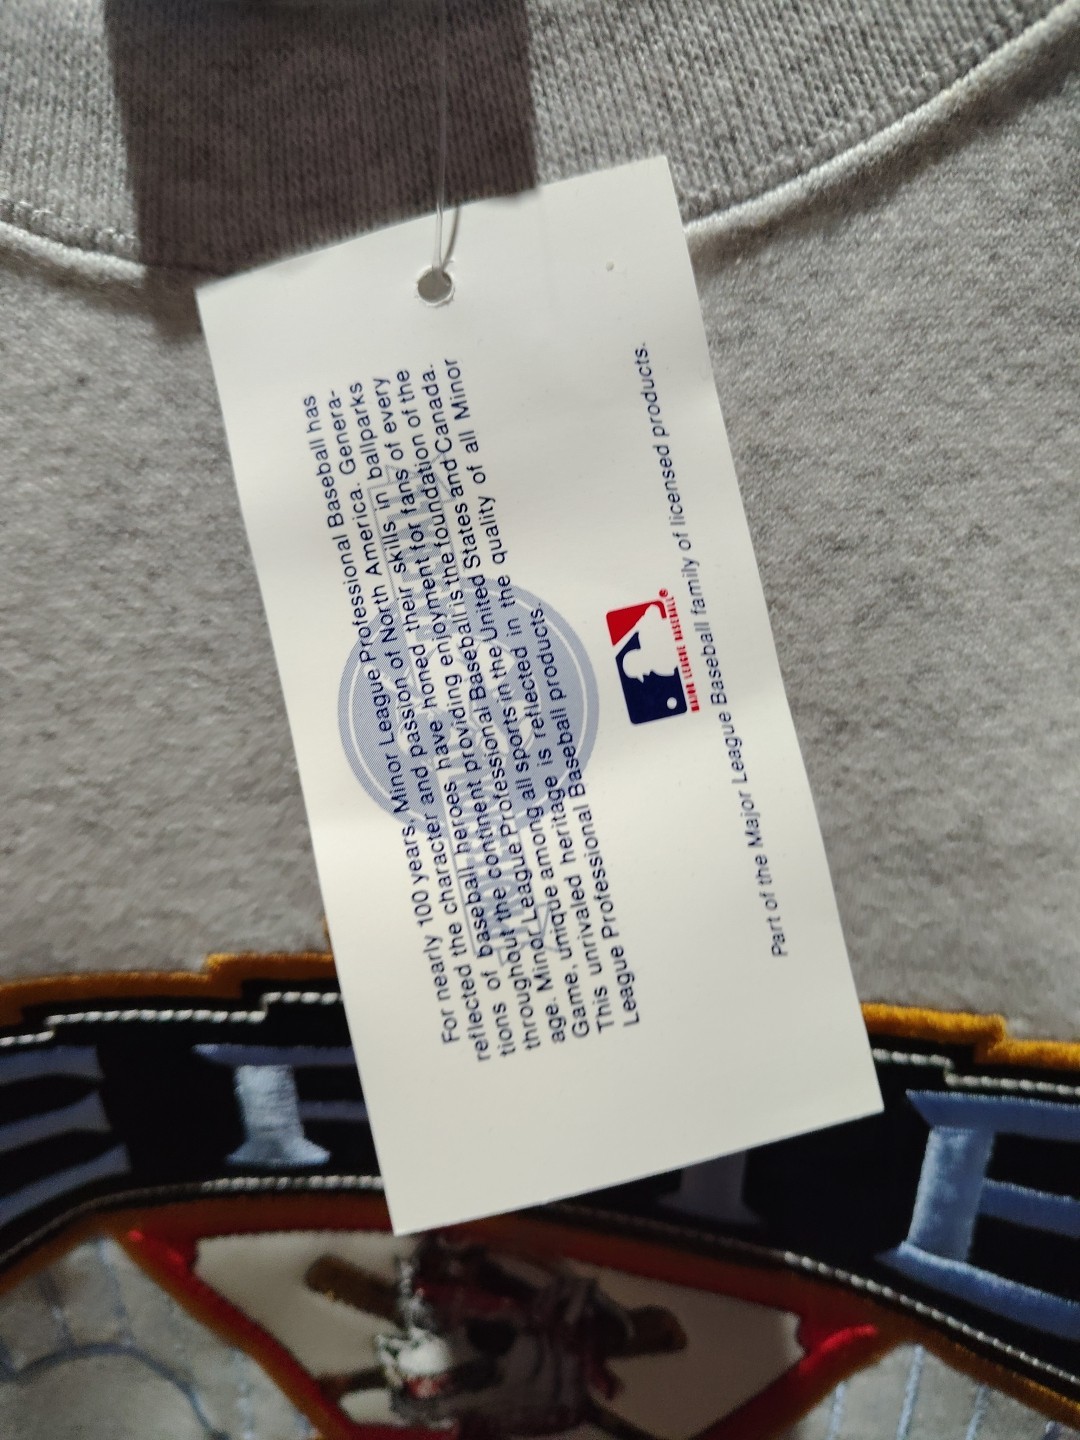 For nearly 100 years, Minor League Professional Baseball has
reflected the character and passion of North America. Genera-
tions of baseball heroes have honed their skills in ballparks
throughout the continent providing enjoyment for fans of every
age. Minor League Professional Baseball is the foundation of the
Game, unique among all sports in the United States and Canada.
This unrivaled heritage is reflected in the quality of all Minor
League Professional Baseball products.
MAJOR LEAGUE BASEBALL®
Part of the Major League Baseball family of licensed products.